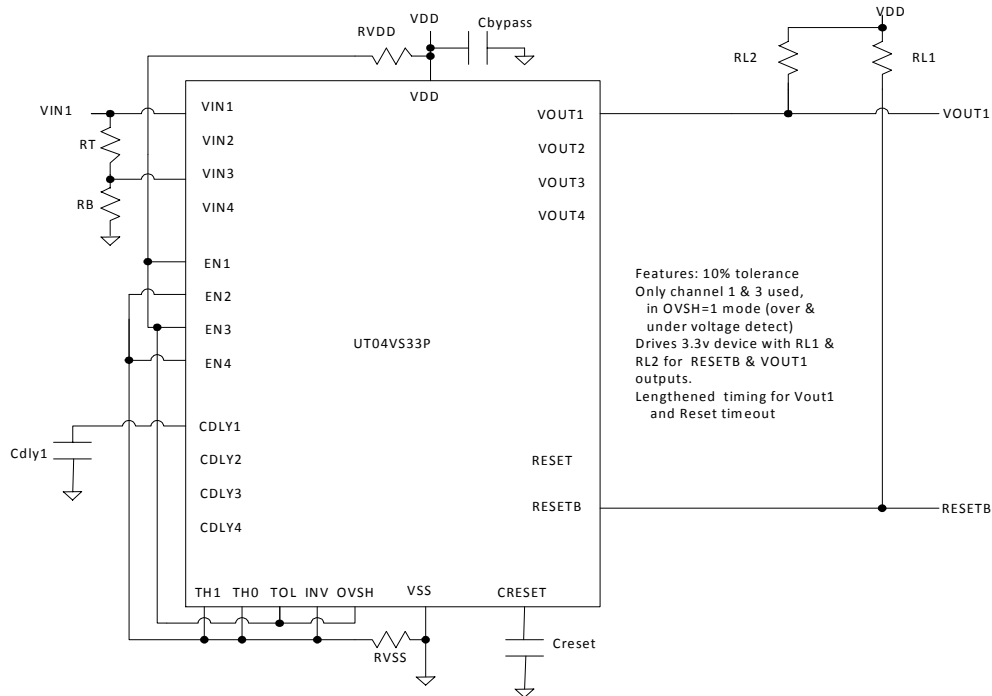 VDD
Cbypass
RVDD
VDD
RL2
RL1
VDD
VIN1
VIN1
VOUT1
VOUT1
RT
VIN2
VOUT2
VIN3
VOUT3
RB
VIN4
VOUT4
EN1
EN2
EN3
EN4
UT04VS33P
Features: 10% tolerance
Only channel 1 & 3 used,
in OVSH=1 mode (over &
under voltage detect)
Drives 3.3v device with RL1 &
RL2 for RESETB & VOUT1
outputs.
Lengthened timing for Vout1
and Reset timeout
CDLY1
Cdly1
CDLY2
RESET
CDLY3
RESETB
RESETB
CDLY4
TH1 TH0 TOL INV OVSH
VSS
CRESET
RVSS
Creset